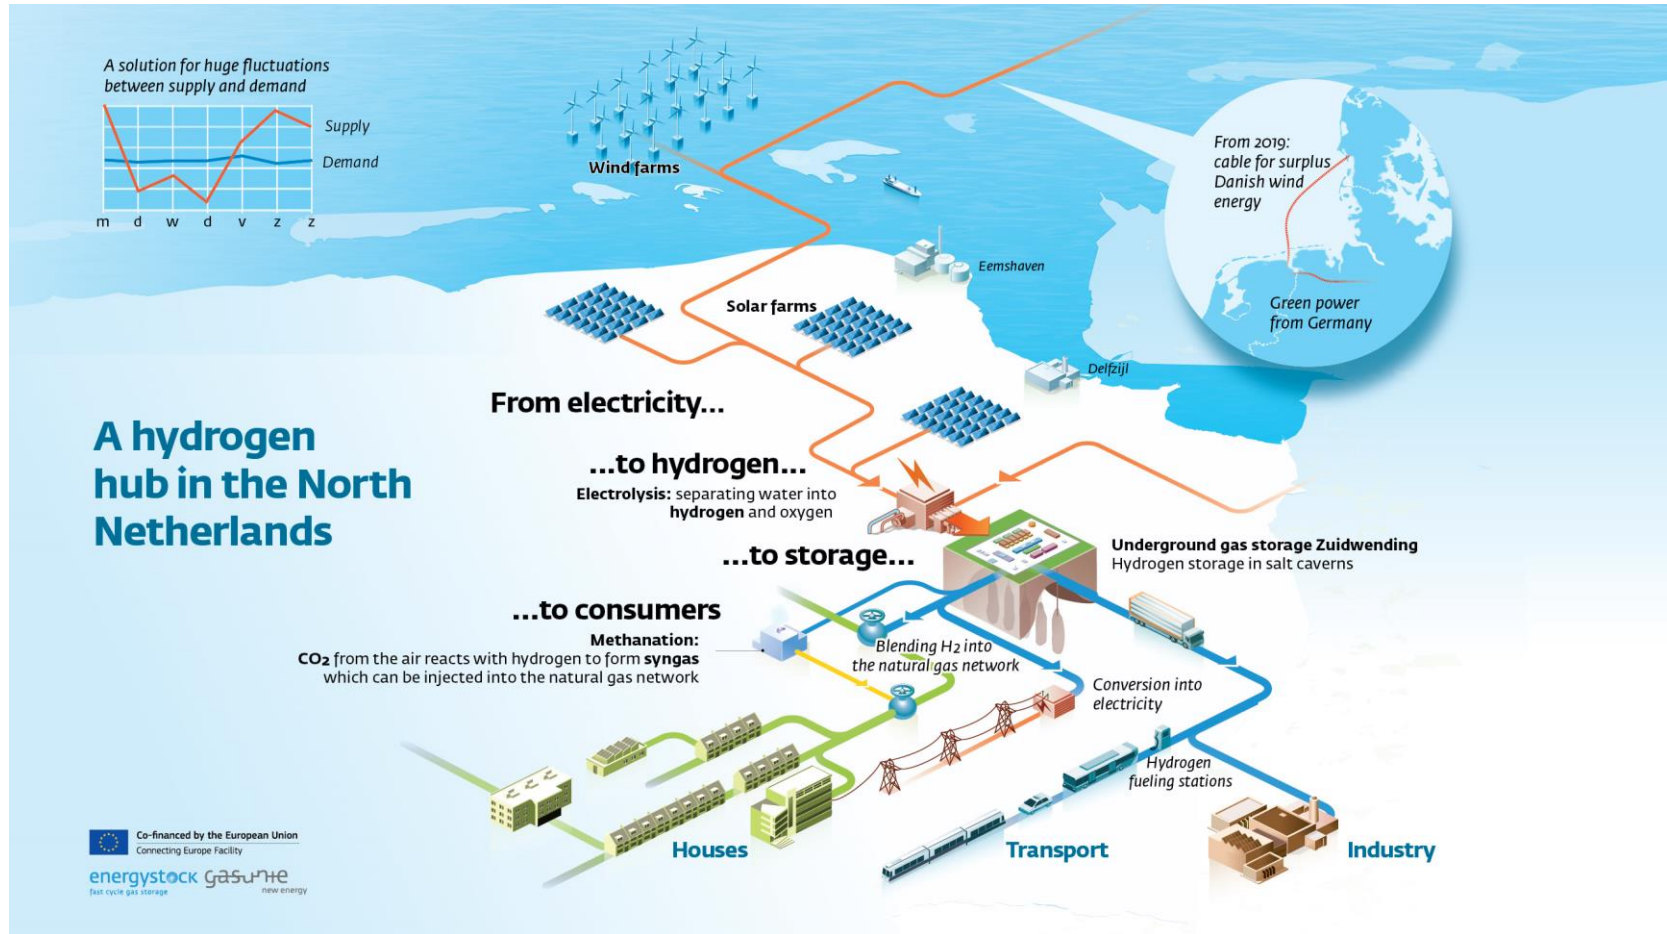 A solution for huge fluctuations
between supply and demand
Supply
Demand
m d w d v z z
Wind farms
From 2019:
cable for surplus
Danish wind
energy
Green power
from Germany
Eemshaven
Solar farms
Delfzijl
A hydrogen
hub in the North
Netherlands
From electricity...
...to hydrogen...
Electrolysis: separating water into
hydrogen and oxygen
...to storage...
Underground gas storage Zuidwending
Hydrogen storage in salt caverns
...to consumers
Methanation:
CO2 from the air reacts with hydrogen to form syngas
which can be injected into the natural gas network
Blending H2 into
the natural gas network
Conversion into
electricity
Hydrogen
fueling stations
Houses
Transport
Industry
Co-financed by the European Union
Connecting Europe Facility
energystock
fast cycle gas storage
gasunie
new energy